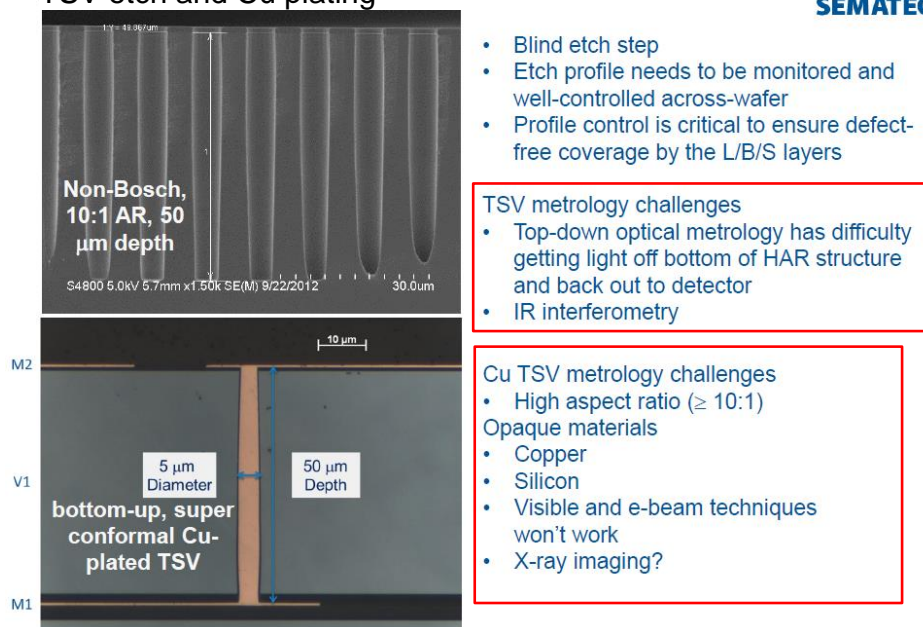 TSV etch and Cu plating
SEMATEC
1:Y= 49.867um
1
Non-Bosch,
10:1 AR, 50
μm depth
S4800 5.0kV 5.7mm x1.50k SE(M) 9/22/2012
30.0um
• Blind etch step
• Etch profile needs to be monitored and
well-controlled across-wafer
• Profile control is critical to ensure defect-
free coverage by the L/B/S layers
TSV metrology challenges
• Top-down optical metrology has difficulty
getting light off bottom of HAR structure
and back out to detector
• IR interferometry
10 μm
M2
5 μm
Diameter
50 μm
Depth
V1
bottom-up, super
conformal Cu-
plated TSV
M1
Cu TSV metrology challenges
• High aspect ratio (≥ 10:1)
Opaque materials
• Copper
• Silicon
• Visible and e-beam techniques
won't work
• X-ray imaging?